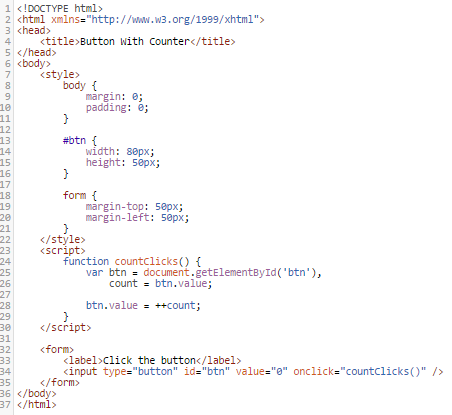 1 <!DOCTYPE html>
2 <html xmlns="http://www.w3.org/1999/xhtml">
3 <head>
4     <title>Button With Counter</title>
5 </head>
6 <body>
7     <style>
8         body {
9             margin: 0;
10             padding: 0;
11         }
12
13         #btn {
14             width: 80px;
15             height: 50px;
16         }
17
18         form {
19             margin-top: 50px;
20             margin-left: 50px;
21         }
22     </style>
23     <script>
24         function countClicks() {
25             var btn = document.getElementById('btn'),
26                 count = btn.value;
27
28             btn.value = ++count;
29         }
30     </script>
31
32     <form>
33         <label>Click the button</label>
34         <input type="button" id="btn" value="0" onclick="countClicks()" />
35     </form>
36 </body>
37 </html>